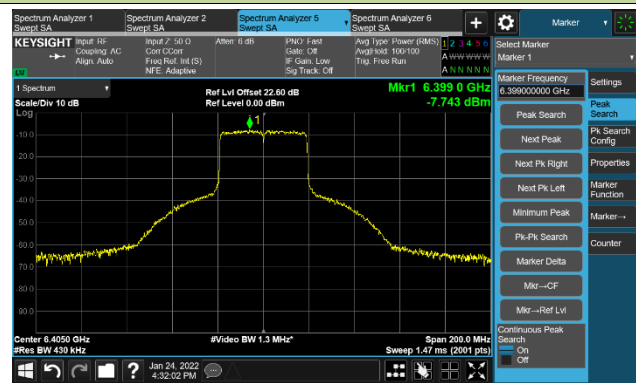 Spectrum Analyzer 1
Swept SA
Spectrum Analyzer 2
Swept SA
Spectrum Analyzer 5
Swept SA
Spectrum Analyzer 6
Swept SA
Marker
KEYSIGHT
Input: RF
Coupling: AC
Align: Auto
Input Z: 50 Ω
Corr CCorr
Freq Ref: Int (S)
NFE: Adaptive
Atten: 6 dB
PNO: Fast
Gate: Off
IF Gain: Low
Sig Track: Off
Avg Type: Power (RMS)
Avg|Hold: 100/100
Trig: Free Run
1 2 3 4 5 6
A W W W W W
A N N N N N
Select Marker
Marker 1
LW
1 Spectrum
Scale/Div 10 dB
Log
Ref Lvl Offset 22.60 dB
Ref Level 0.00 dBm
Mkr1 6.399 0 GHz
-7.743 dBm
1
-10.0
-20.0
-30.0
-40.0
-50.0
-60.0
-70.0
-80.0
-90.0
Center 6.4050 GHz
#Res BW 430 kHz
#Video BW 1.3 MHz*
Span 200.0 MHz
Sweep 1.47 ms (2001 pts)
Marker Frequency
6.399000000 GHz
Peak Search
Next Peak
Next Pk Right
Next Pk Left
Minimum Peak
Pk-Pk Search
Marker Delta
Mkr→CF
Mkr→Ref Lvl
Continuous Peak
Search
On
Off
Settings
Peak
Search
Pk Search
Config
Properties
Marker
Function
Marker→
Counter
?
Jan 24, 2022
4:32:02 PM